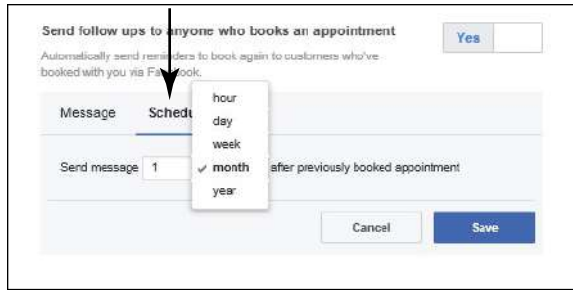 Send follow ups to anyone who books an appointment
Yes
Automatically send reminders to book again to customers who've
booked with you via Facebook.
Message
Schedu
hour
day
week
Send message 1 ✓ month after previously booked appointment
year
Cancel
Save